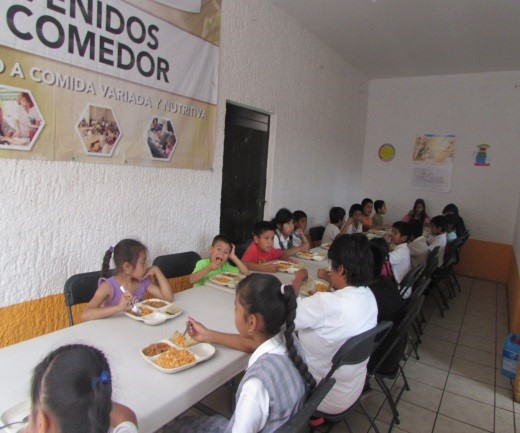 ENIDOS
COMEDOR
O A COMIDA VARIADA Y NUTRITIVA